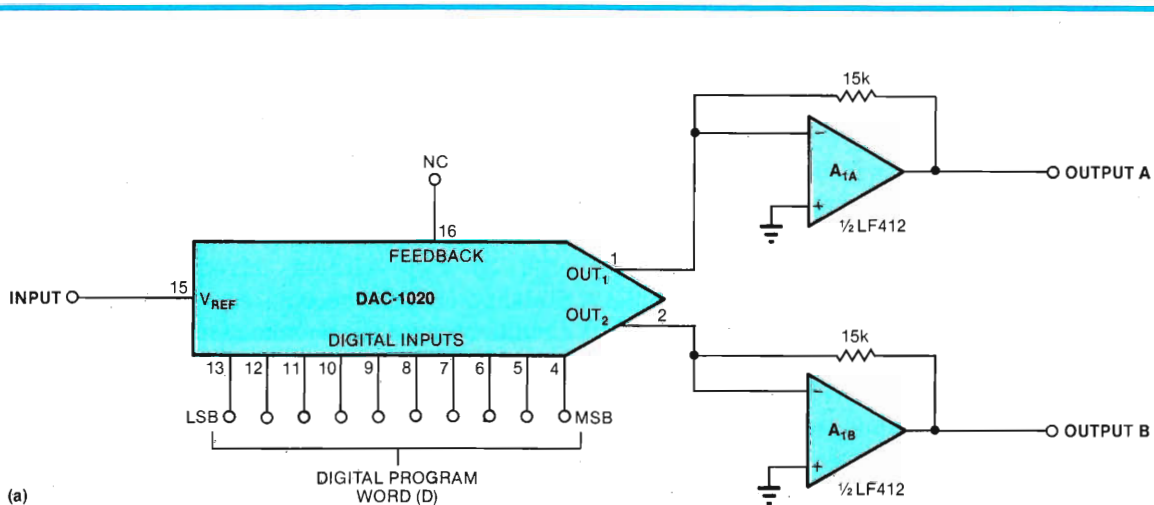 15k
A1A
−
+
½ LF412
OUTPUT A
NC
16
FEEDBACK
1
OUT1
INPUT
15
VREF
DAC-1020
OUT2
2
DIGITAL INPUTS
13 12 11 10 9 8 7 6 5 4
LSB
MSB
DIGITAL PROGRAM
WORD (D)
15k
A1B
−
+
½ LF412
OUTPUT B
(a)